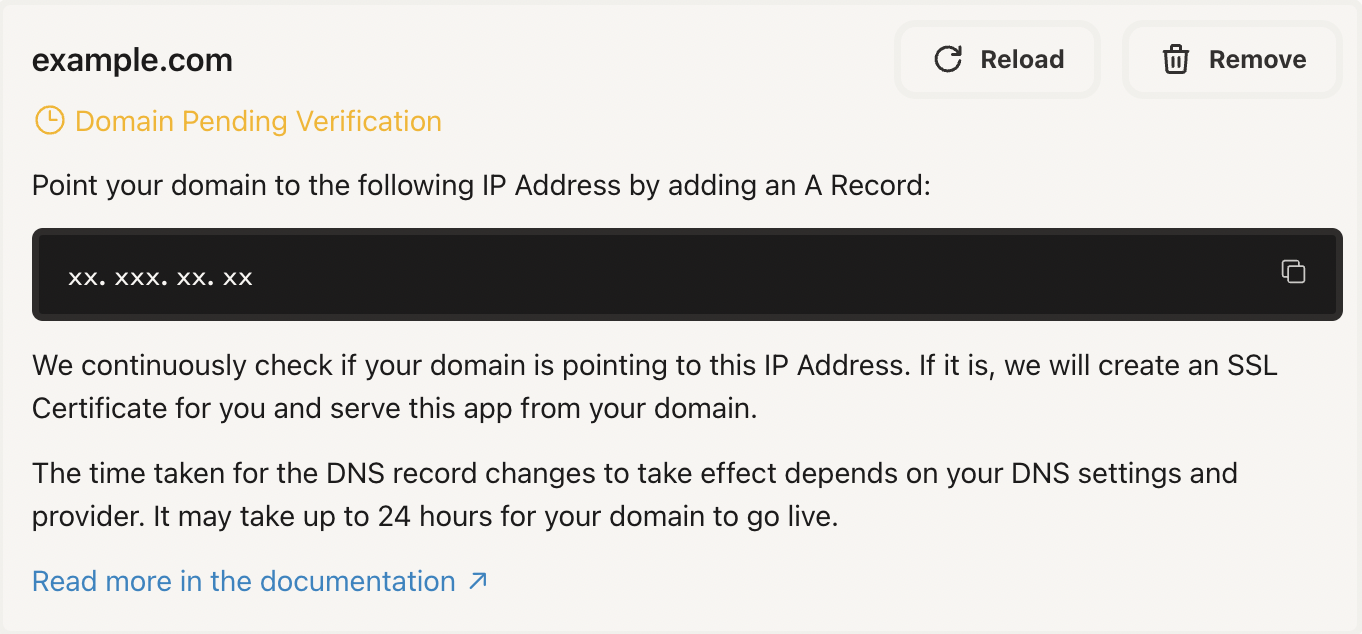 example.com
Reload
Remove
Domain Pending Verification
Point your domain to the following IP Address by adding an A Record:
xx. xxx. xx. xx
We continuously check if your domain is pointing to this IP Address. If it is, we will create an SSL
Certificate for you and serve this app from your domain.
The time taken for the DNS record changes to take effect depends on your DNS settings and
provider. It may take up to 24 hours for your domain to go live.
Read more in the documentation ↗